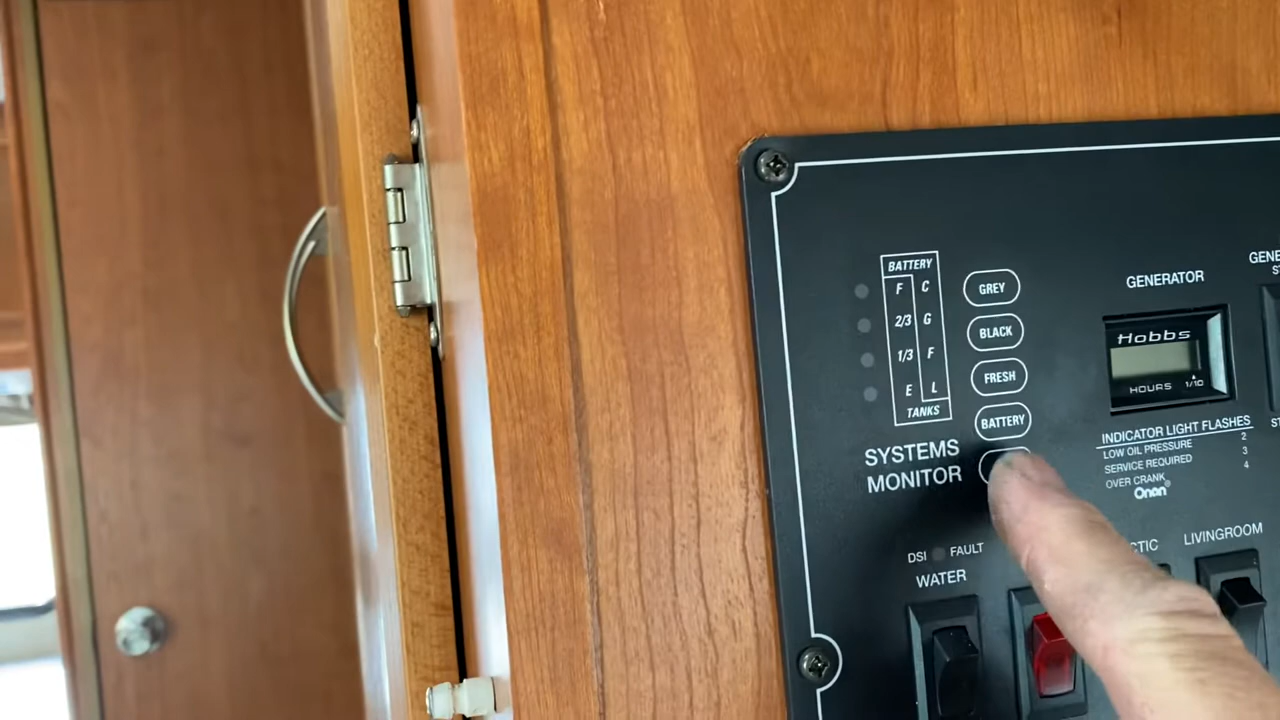 BATTERY
F C
2/3 G
1/3 F
E L
TANKS
GREY
BLACK
FRESH
BATTERY
SYSTEMS
MONITOR
GENERATOR
Hobbs
HOURS 1/10
INDICATOR LIGHT FLASHES
LOW OIL PRESSURE 2
SERVICE REQUIRED 3
OVER CRANK 4
Onan®
DSI FAULT
WATER
LIVINGROOM